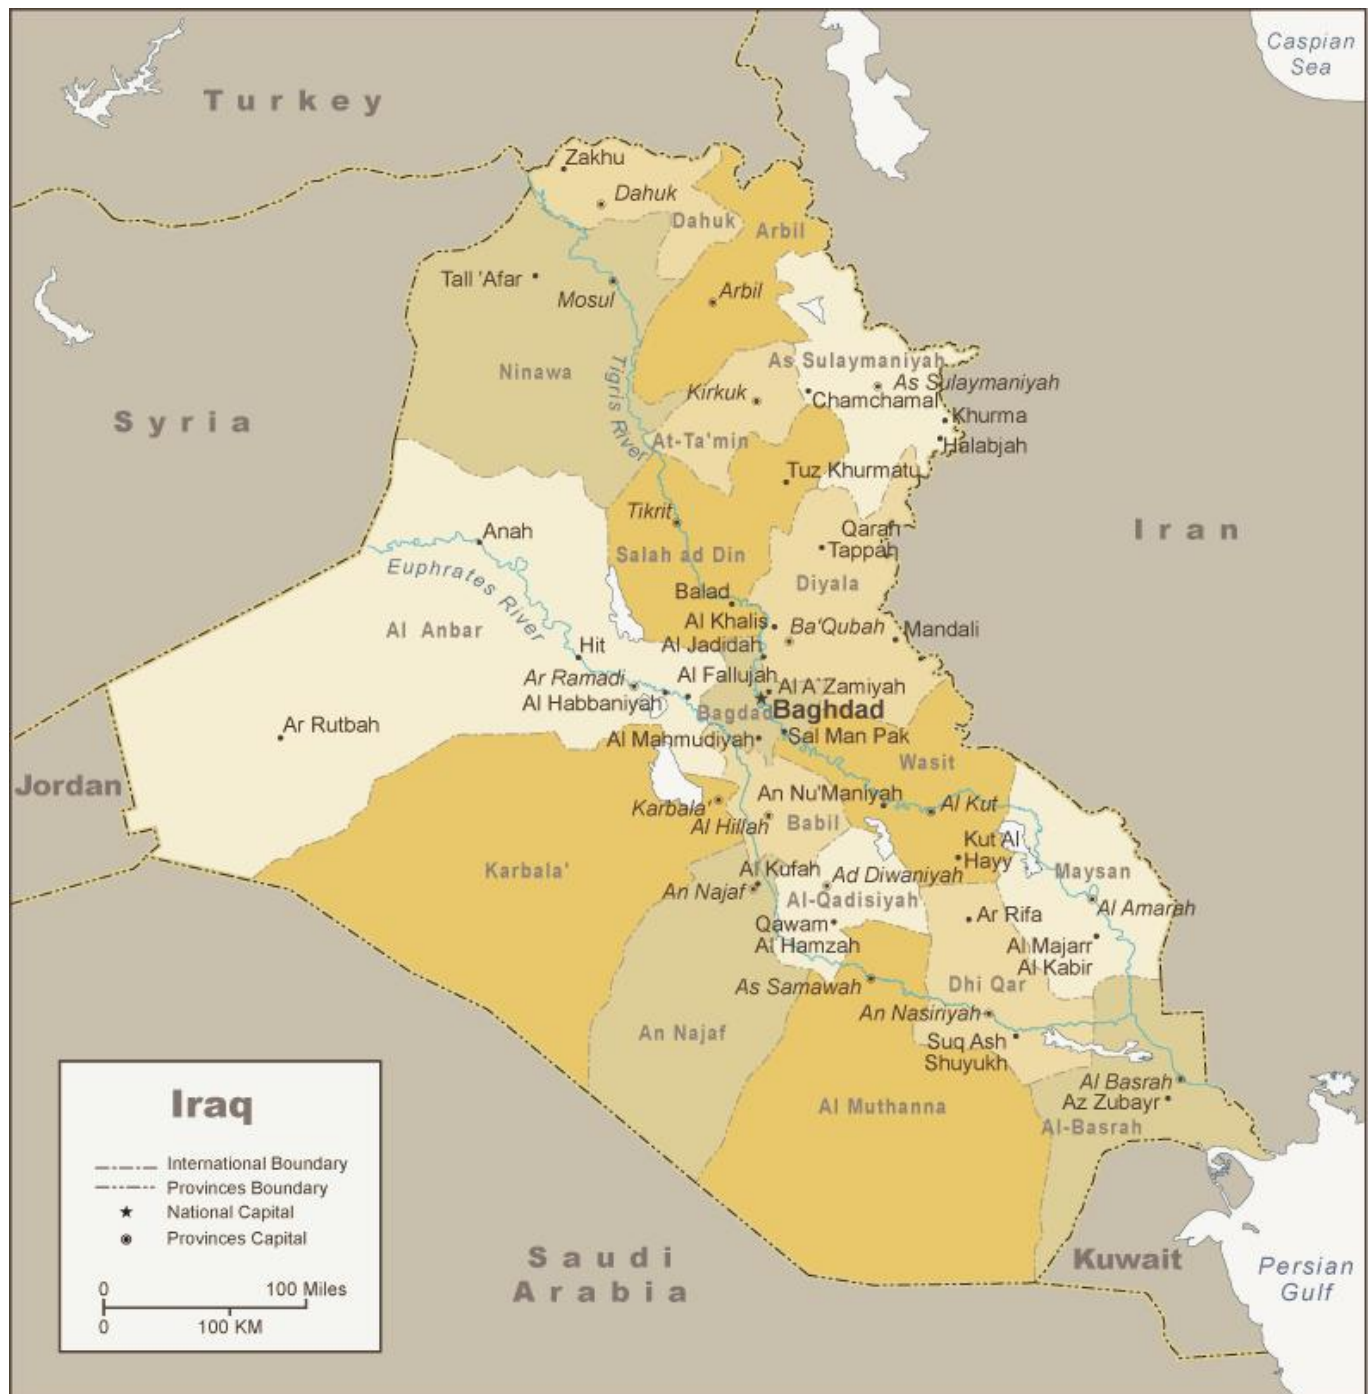 Caspian
Sea
Turkey
Zakhu
Dahuk
Dahuk
Arbil
Tall 'Afar
Mosul
Arbil
As Sulaymaniyah
Ninawa
Tigris River
Kirkuk
As Sulaymaniyah
Chamchamal
Syria
Khurma
At-Ta'min
Halabjah
Tuz Khurmatu
Tikrit
Iran
Anah
Qarah
Tappah
Salah ad Din
Euphrates River
Diyala
Balad
Al Anbar
Al Khalis
Ba'Qubah
Mandali
Hit
Al Jadidah
Ar Ramadi
Al Fallujah
Al A`Zamiyah
Al Habbaniyah
Bagdad
Baghdad
Ar Rutbah
Al Mahmudiyah
Sal Man Pak
Wasit
Jordan
An Nu'Maniyah
Al Kut
Karbala'
Al Hillah
Babil
Kut Al
Hayy
Karbala'
Al Kufah
Ad Diwaniyah
Maysan
An Najaf
Al-Qadisiyah
Al Amarah
Qawam
Al Hamzah
Ar Rifa
Al Majarr
Al Kabir
As Samawah
Dhi Qar
An Nasiriyah
An Najaf
Suq Ash
Shuyukh
Al Basrah
Az Zubayr
Al Muthanna
Al-Basrah
Iraq
International Boundary
Provinces Boundary
National Capital
Provinces Capital
0 100 Miles
0 100 KM
Saudi
Arabia
Kuwait
Persian
Gulf